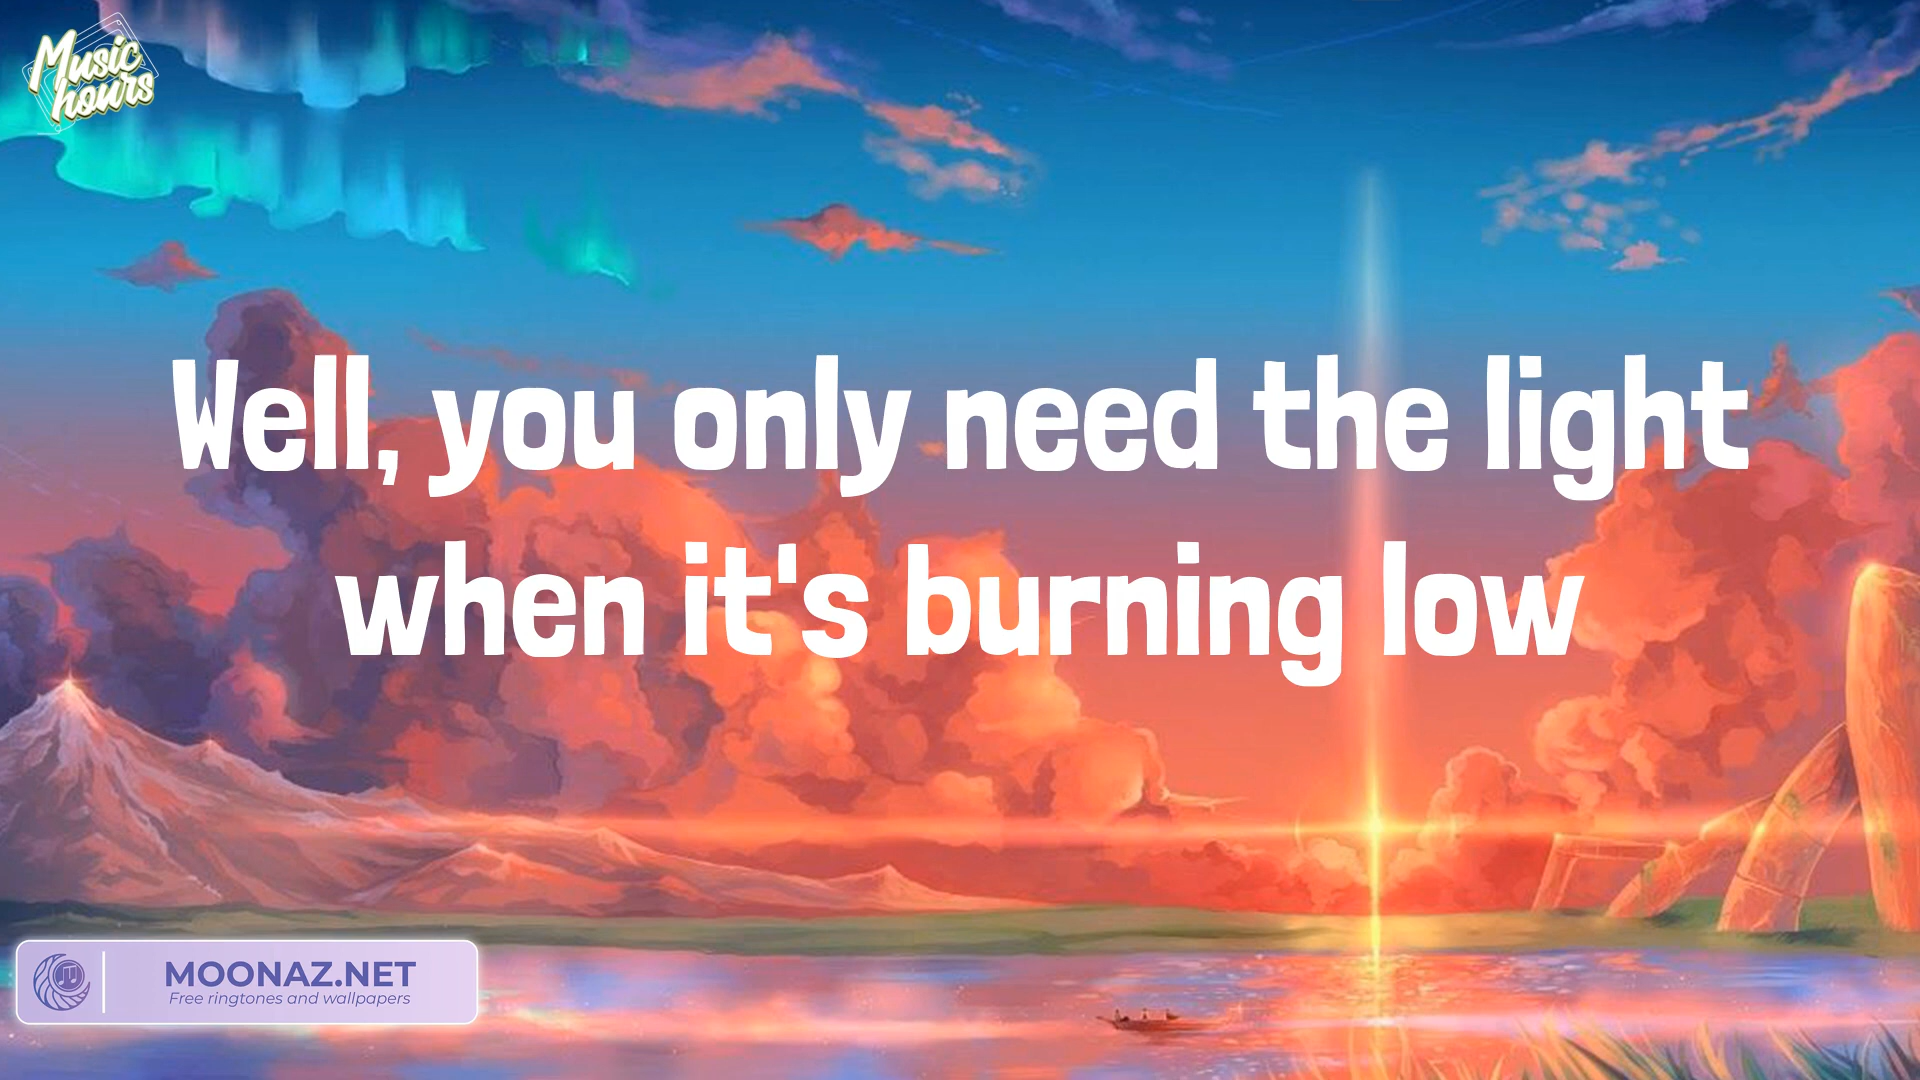 Music
hours
Well, you only need the light
when it's burning low
MOONAZ.NET
Free ringtones and wallpapers